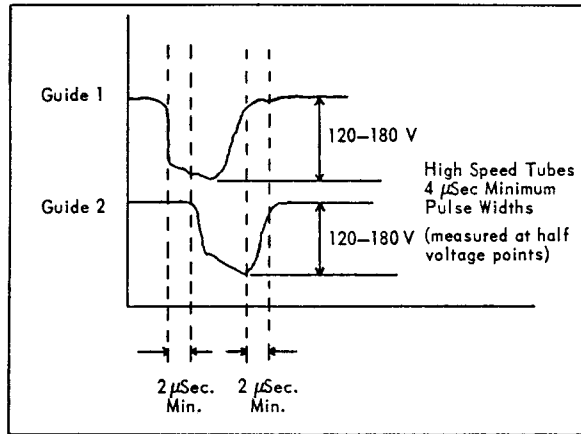 Guide 1
120–180 V
High Speed Tubes
4 µSec Minimum
Pulse Widths
(measured at half
voltage points)
Guide 2
120–180 V
2 µSec.
Min.
2 µSec.
Min.